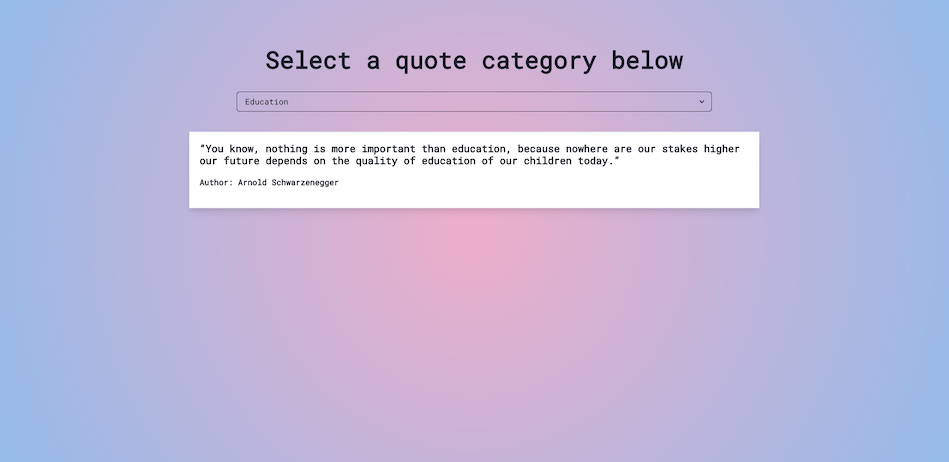 Select a quote category below
Education
“You know, nothing is more important than education, because nowhere are our stakes higher
our future depends on the quality of education of our children today.”
Author: Arnold Schwarzenegger